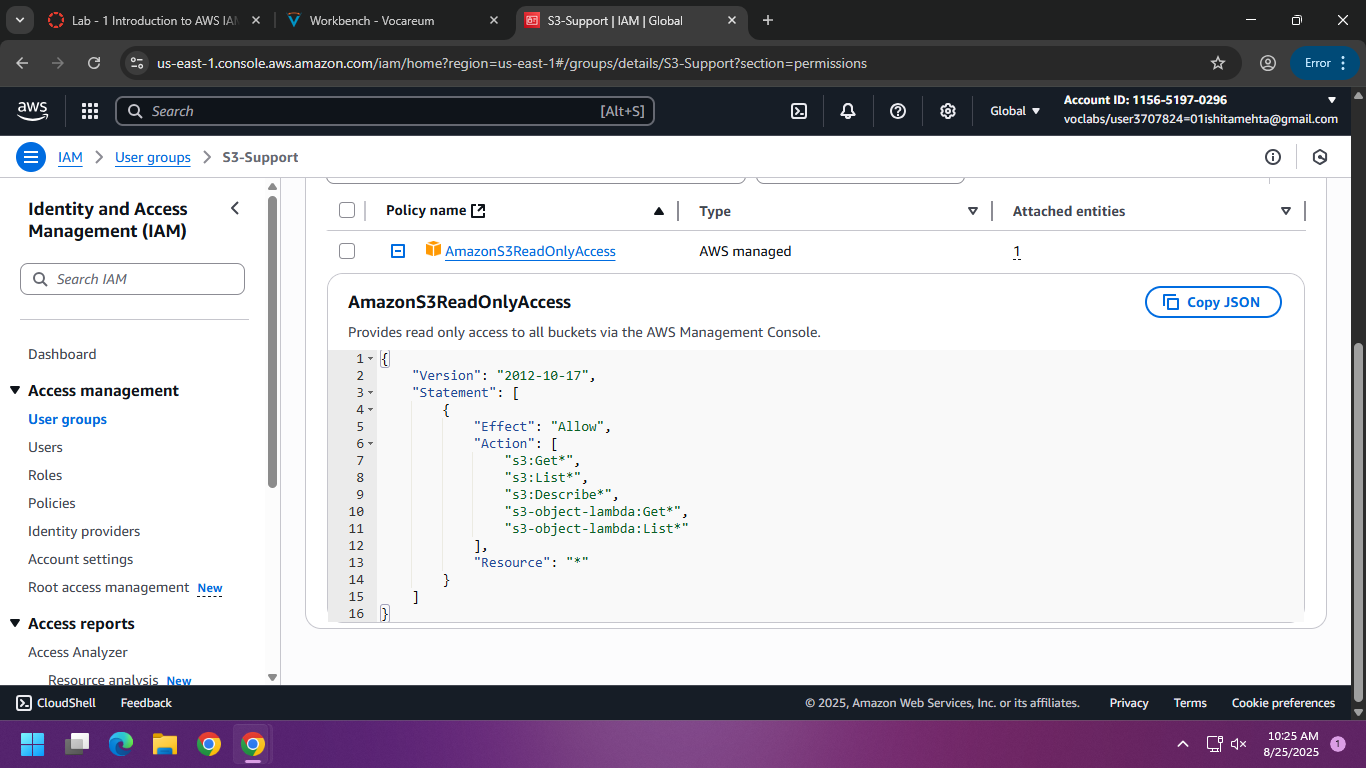 Lab - 1 Introduction to AWS IAM
Workbench - Vocareum
S3-Support | IAM | Global
us-east-1.console.aws.amazon.com/iam/home?region=us-east-1#/groups/details/S3-Support?section=permissions
Error
aws
Search
[Alt+S]
Global
Account ID: 1156-5197-0296
voclabs/user3707824=01ishitamehta@gmail.com
IAM > User groups > S3-Support
Identity and Access
Management (IAM)
Search IAM
Dashboard
Access management
User groups
Users
Roles
Policies
Identity providers
Account settings
Root access management New
Access reports
Access Analyzer
Resource analysis New
Policy name
Type
Attached entities
AmazonS3ReadOnlyAccess
AWS managed
1
AmazonS3ReadOnlyAccess
Copy JSON
Provides read only access to all buckets via the AWS Management Console.
1 {
2 "Version": "2012-10-17",
3 "Statement": [
4 {
5 "Effect": "Allow",
6 "Action": [
7 "s3:Get*",
8 "s3:List*",
9 "s3:Describe*",
10 "s3-object-lambda:Get*",
11 "s3-object-lambda:List*"
12 ],
13 "Resource": "*"
14 }
15 ]
16 }
CloudShell
Feedback
© 2025, Amazon Web Services, Inc. or its affiliates.
Privacy
Terms
Cookie preferences
10:25 AM
8/25/2025
1